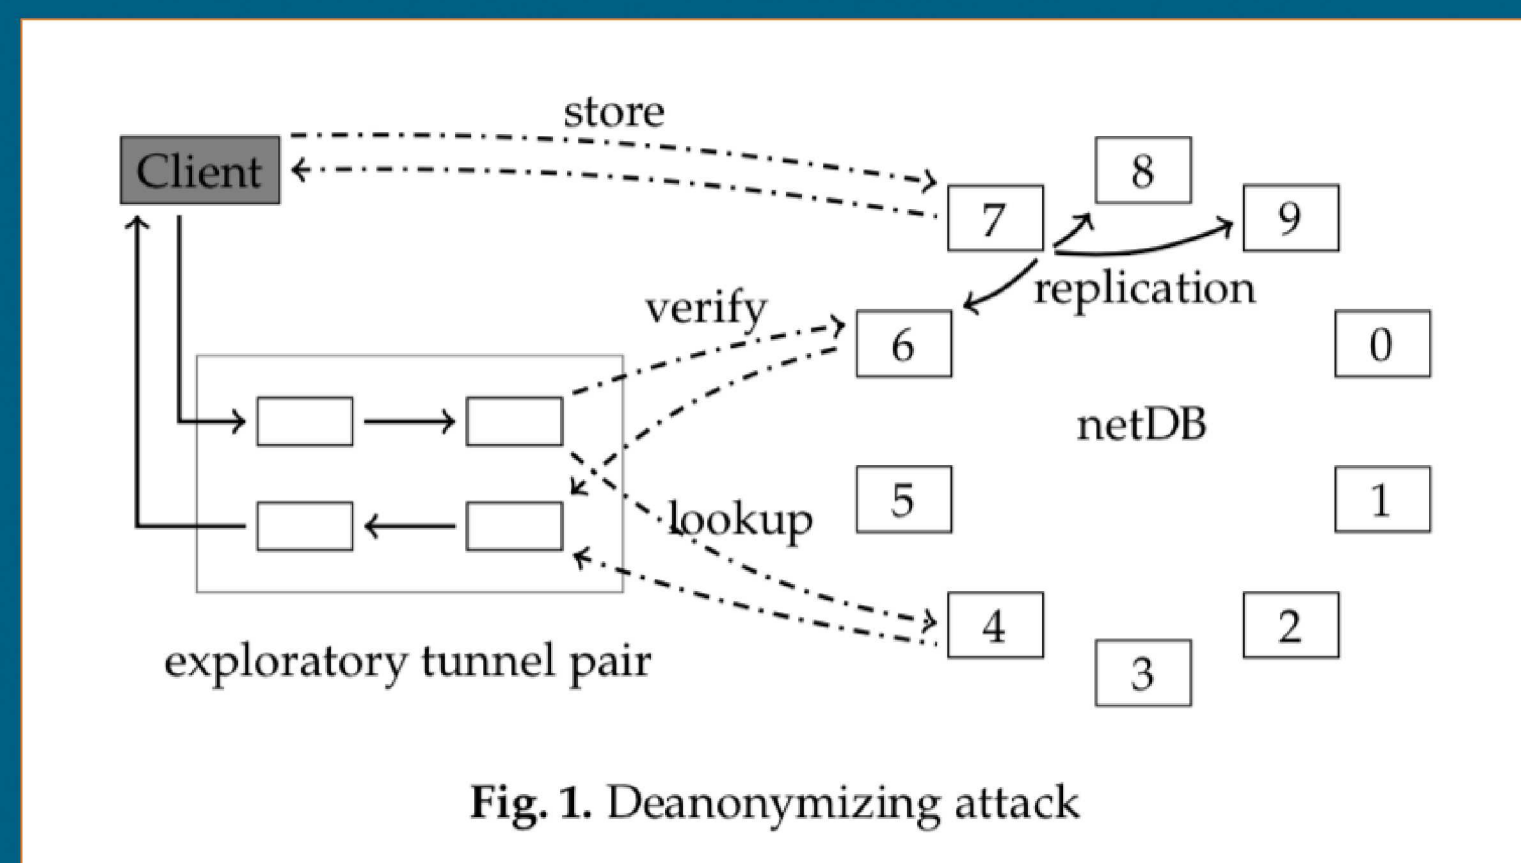 store
Client
8
7
9
replication
verify
6
0
netDB
5
1
lookup
4
2
3
exploratory tunnel pair
Fig. 1. Deanonymizing attack